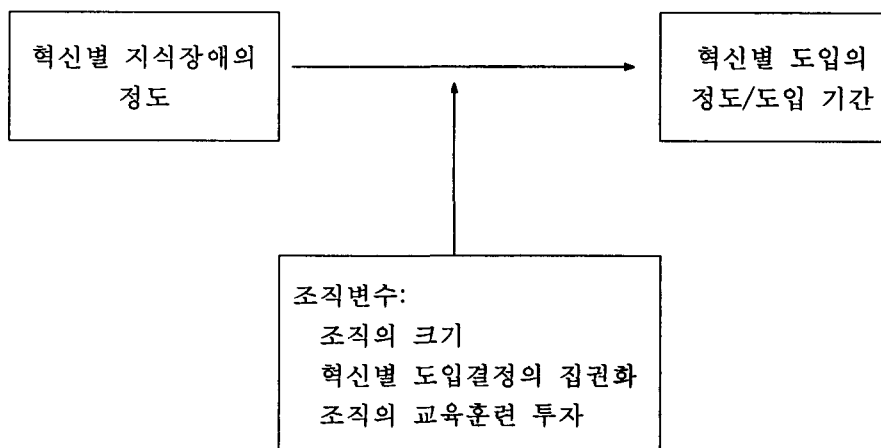 혁신별 지식장애의
정도
혁신별 도입의
정도/도입 기간
조직변수:
조직의 크기
혁신별 도입결정의 집권화
조직의 교육훈련 투자